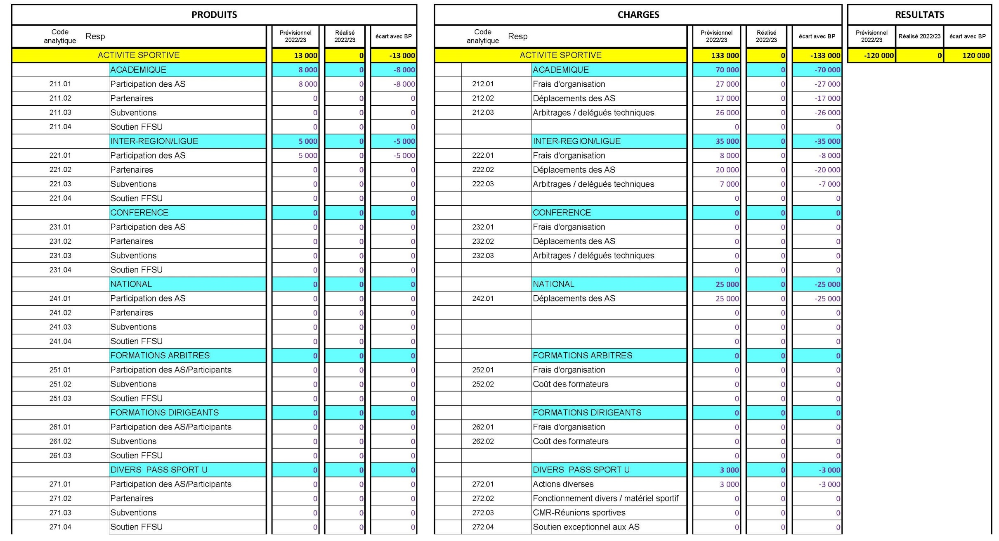 PRODUITS CHARGES RESULTATS
Code analytique Resp Prévisionnel 2022/23 Réalisé 2022/23 écart avec BP Code analytique Resp Prévisionnel 2022/23 Réalisé 2022/23 écart avec BP Prévisionnel 2022/23 Réalisé 2022/23 écart avec BP
ACTIVITE SPORTIVE 13 000 0 -13 000 ACTIVITE SPORTIVE 133 000 0 -133 000 -120 000 0 120 000
ACADEMIQUE 8 000 0 -8 000 ACADEMIQUE 70 000 0 -70 000
211.01 Participation des AS 8 000 0 -8 000 212.01 Frais d'organisation 27 000 0 -27 000
211.02 Partenaires 0 0 0 212.02 Déplacements des AS 17 000 0 -17 000
211.03 Subventions 0 0 0 212.03 Arbitrages / delégués techniques 26 000 0 -26 000
211.04 Soutien FFSU 0 0 0 0 0 0
INTER-REGION/LIGUE 5 000 0 -5 000 INTER-REGION/LIGUE 35 000 0 -35 000
221.01 Participation des AS 5 000 0 -5 000 222.01 Frais d'organisation 8 000 0 -8 000
221.02 Partenaires 0 0 0 222.02 Déplacements des AS 20 000 0 -20 000
221.03 Subventions 0 0 0 222.03 Arbitrages / delégués techniques 7 000 0 -7 000
221.04 Soutien FFSU 0 0 0 0 0 0
CONFERENCE 0 0 0 CONFERENCE 0 0 0
231.01 Participation des AS 0 0 0 232.01 Frais d'organisation 0 0 0
231.02 Partenaires 0 0 0 232.02 Déplacements des AS 0 0 0
231.03 Subventions 0 0 0 232.03 Arbitrages / delégués techniques 0 0 0
231.04 Soutien FFSU 0 0 0 0 0 0
NATIONAL 0 0 0 NATIONAL 25 000 0 -25 000
241.01 Participation des AS 0 0 0 242.01 Déplacements des AS 25 000 0 -25 000
241.02 Partenaires 0 0 0 0 0 0
241.03 Subventions 0 0 0 0 0 0
241.04 Soutien FFSU 0 0 0 0 0 0
FORMATIONS ARBITRES 0 0 0 FORMATIONS ARBITRES 0 0 0
251.01 Participation des AS/Participants 0 0 0 252.01 Frais d'organisation 0 0 0
251.02 Subventions 0 0 0 252.02 Coût des formateurs 0 0 0
251.03 Soutien FFSU 0 0 0 0 0 0
FORMATIONS DIRIGEANTS 0 0 0 FORMATIONS DIRIGEANTS 0 0 0
261.01 Participation des AS/Participants 0 0 0 262.01 Frais d'organisation 0 0 0
261.02 Subventions 0 0 0 262.02 Coût des formateurs 0 0 0
261.03 Soutien FFSU 0 0 0 0 0 0
DIVERS PASS SPORT U 0 0 0 DIVERS PASS SPORT U 3 000 0 -3 000
271.01 Participation des AS/Participants 0 0 0 272.01 Actions diverses 3 000 0 -3 000
271.02 Partenaires 0 0 0 272.02 Fonctionnement divers / matériel sportif 0 0 0
271.03 Subventions 0 0 0 272.03 CMR-Réunions sportives 0 0 0
271.04 Soutien FFSU 0 0 0 272.04 Soutien exceptionnel aux AS 0 0 0